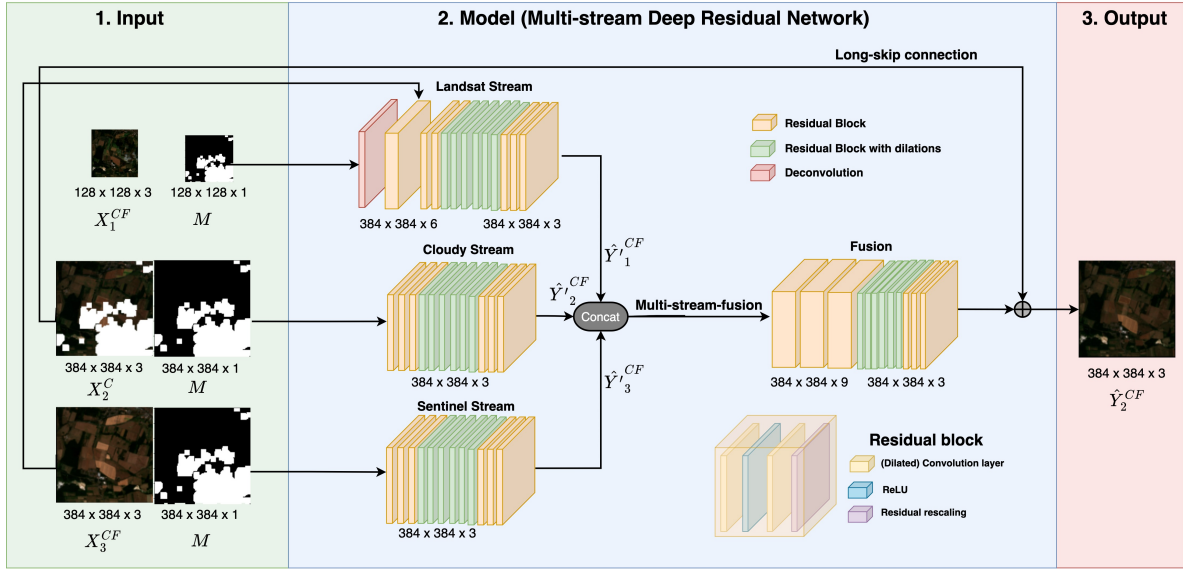 1. Input
2. Model (Multi-stream Deep Residual Network)
3. Output
Long-skip connection
Landsat Stream
Residual Block
Residual Block with dilations
Deconvolution
128 x 128 x 3
128 x 128 x 1
X_1^{CF}
M
384 x 384 x 6
384 x 384 x 3
Ŷ'_1^{CF}
Cloudy Stream
Ŷ'_2^{CF}
Concat
Multi-stream-fusion
Fusion
384 x 384 x 3
384 x 384 x 1
X_2^C
M
384 x 384 x 3
384 x 384 x 9
384 x 384 x 3
384 x 384 x 3
Ŷ_2^{CF}
Ŷ'_3^{CF}
Sentinel Stream
384 x 384 x 3
384 x 384 x 1
X_3^{CF}
M
384 x 384 x 3
Residual block
(Dilated) Convolution layer
ReLU
Residual rescaling